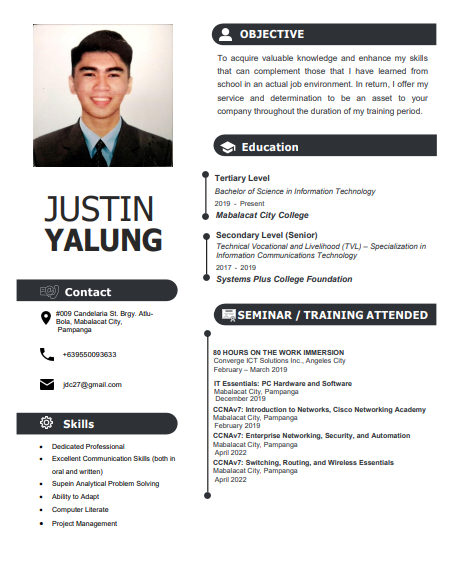 JUSTIN
YALUNG
Contact
#009 Candelaria St. Brgy. Atlu-
Bola, Mabalacat City,
Pampanga
+639550093633
jdc27@gmail.com
Skills
Dedicated Professional
Excellent Communication Skills (both in
oral and written)
Supein Analytical Problem Solving
Ability to Adapt
Computer Literate
Project Management
OBJECTIVE
To acquire valuable knowledge and enhance my skills
that can complement those that I have learned from
school in an actual job environment. In return, I offer my
service and determination to be an asset to your
company throughout the duration of my training period.
Education
Tertiary Level
Bachelor of Science in Information Technology
2019 - Present
Mabalacat City College
Secondary Level (Senior)
Technical Vocational and Livelihood (TVL) – Specialization in
Information Communications Technology
2017 - 2019
Systems Plus College Foundation
SEMINAR / TRAINING ATTENDED
80 HOURS ON THE WORK IMMERSION
Converge ICT Solutions Inc., Angeles City
February – March 2019
IT Essentials: PC Hardware and Software
Mabalacat City, Pampanga
December 2019
CCNAv7: Introduction to Networks, Cisco Networking Academy
Mabalacat City, Pampanga
February 2019
CCNAv7: Enterprise Networking, Security, and Automation
Mabalacat City, Pampanga
April 2022
CCNAv7: Switching, Routing, and Wireless Essentials
Mabalacat City, Pampanga
April 2022